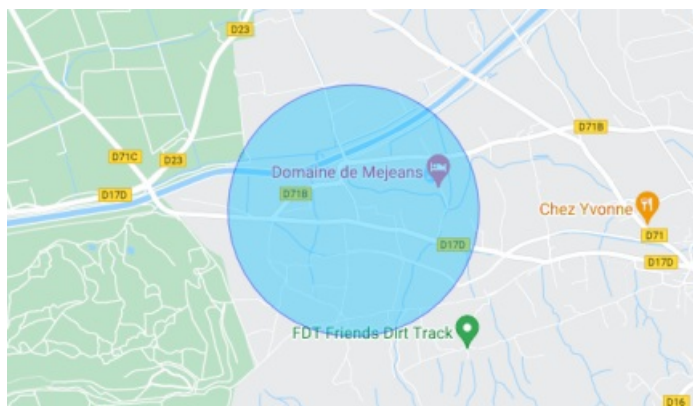 D23
D71B
D71C
D23
Domaine de Mejeans
D17D
D71B
Chez Yvonne
D71
D17D
D17D
FDT Friends Dirt Track
D16